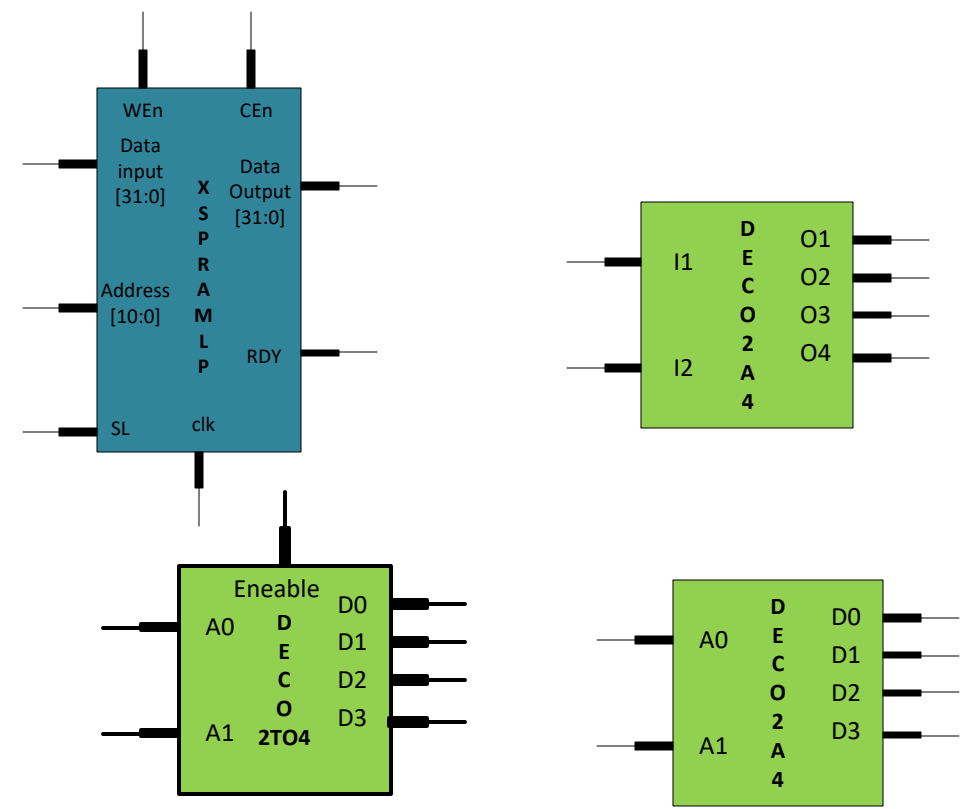 WEn
CEn
Data
input
[31:0]
Data
Output
[31:0]
X
S
P
R
A
M
L
P
Address
[10:0]
RDY
SL
clk
I1
I2
D
E
C
O
2
A
4
O1
O2
O3
O4
Eneable
A0
A1
D
E
C
O
2TO4
D0
D1
D2
D3
A0
A1
D
E
C
O
2
A
4
D0
D1
D2
D3